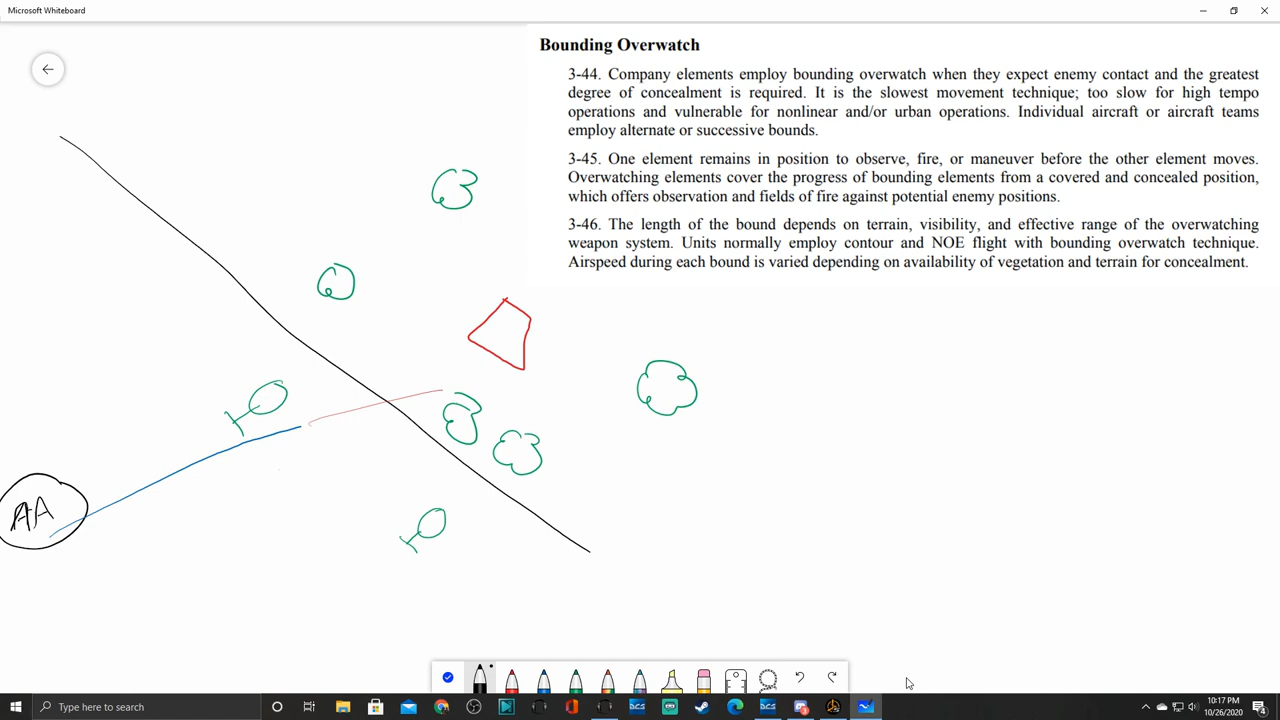 Microsoft Whiteboard
Bounding Overwatch
3-44. Company elements employ bounding overwatch when they expect enemy contact and the greatest
degree of concealment is required. It is the slowest movement technique; too slow for high tempo
operations and vulnerable for nonlinear and/or urban operations. Individual aircraft or aircraft teams
employ alternate or successive bounds.
3-45. One element remains in position to observe, fire, or maneuver before the other element moves.
Overwatching elements cover the progress of bounding elements from a covered and concealed position,
which offers observation and fields of fire against potential enemy positions.
3-46. The length of the bound depends on terrain, visibility, and effective range of the overwatching
weapon system. Units normally employ contour and NOE flight with bounding overwatch technique.
Airspeed during each bound is varied depending on availability of vegetation and terrain for concealment.
AA
Type here to search
10:17 PM
10/26/2020